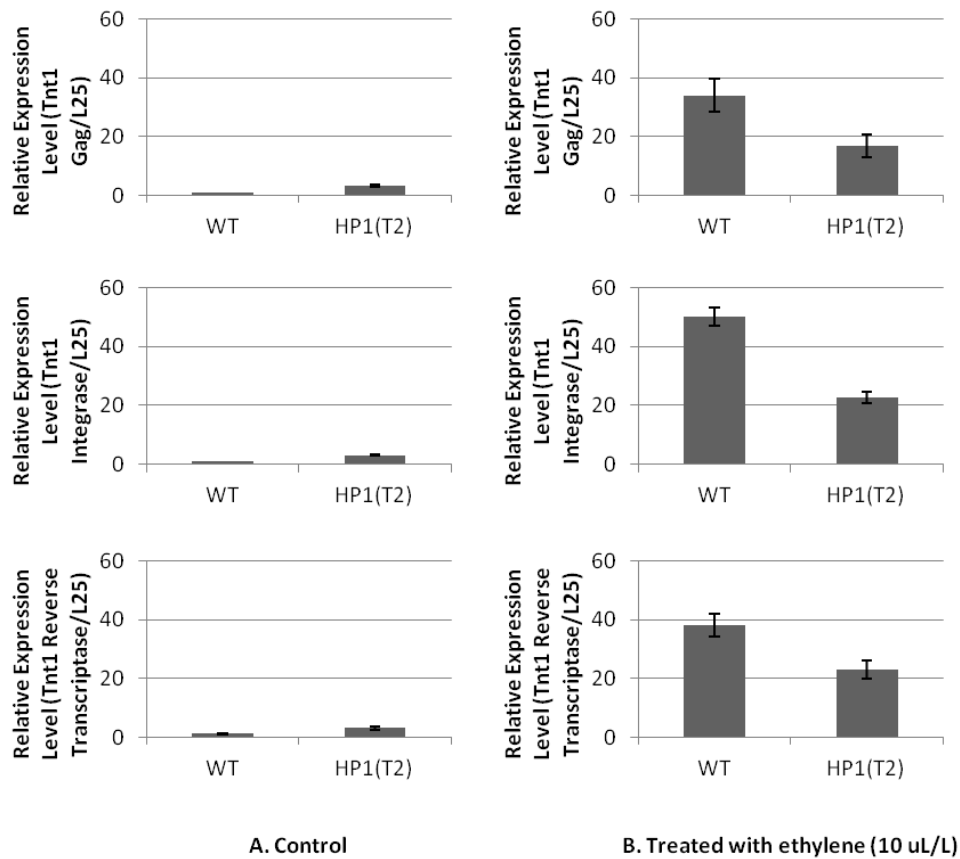 Relative Expression
Level (Tnt1
Gag/L25)
60
40
20
0
WT
HP1(T2)
Relative Expression
Level (Tnt1
Gag/L25)
60
40
20
0
WT
HP1(T2)
Relative Expression
Level (Tnt1
Integrase/L25)
60
40
20
0
WT
HP1(T2)
Relative Expression
Level (Tnt1
Integrase/L25)
60
40
20
0
WT
HP1(T2)
Relative Expression
Level (Tnt1 Reverse
Transcriptase/L25)
60
40
20
0
WT
HP1(T2)
Relative Expression
Level (Tnt1 Reverse
Transcriptase/L25)
60
40
20
0
WT
HP1(T2)
A. Control
B. Treated with ethylene (10 uL/L)